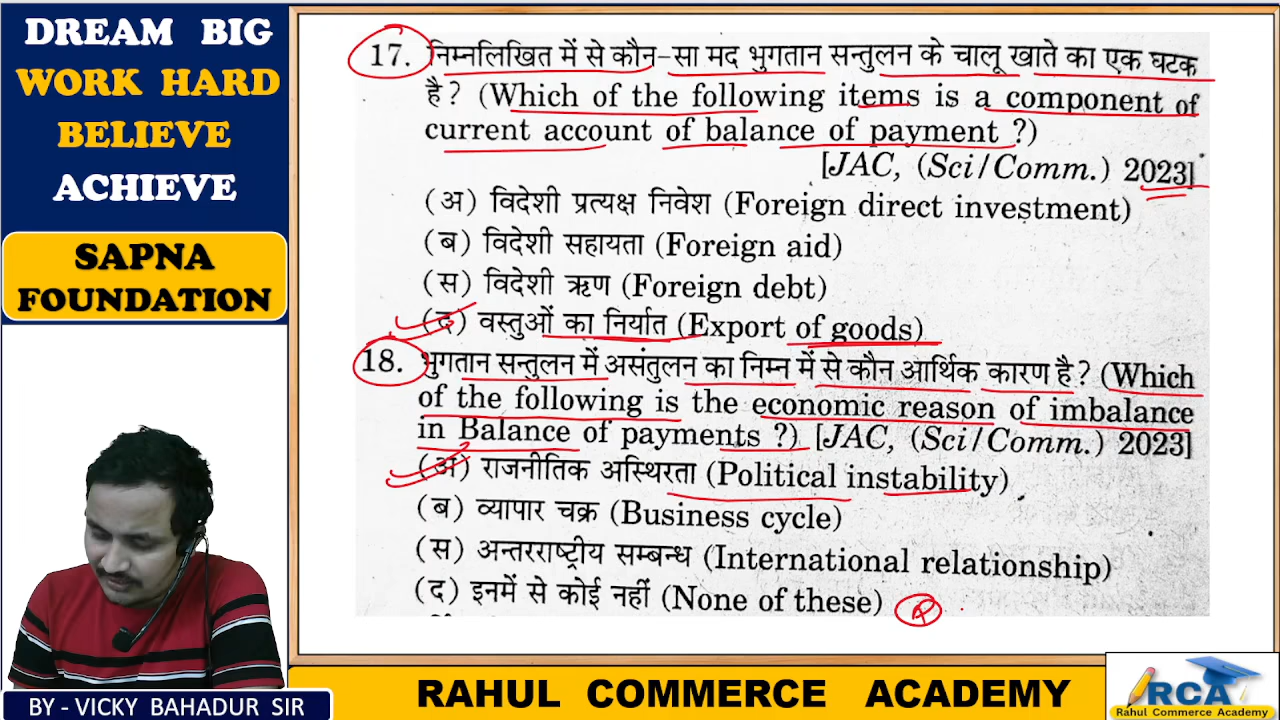 DREAM BIG
WORK HARD
BELIEVE
ACHIEVE
SAPNA
FOUNDATION
17. निम्नलिखित में से कौन-सा मद भुगतान सन्तुलन के चालू खाते का एक घटक
है? (Which of the following items is a component of
current account of balance of payment ?)
[JAC, (Sci/Comm.) 2023]
(अ) विदेशी प्रत्यक्ष निवेश (Foreign direct investment)
(ब) विदेशी सहायता (Foreign aid)
(स) विदेशी ऋण (Foreign debt)
(द) वस्तुओं का निर्यात (Export of goods)
18. भुगतान सन्तुलन में असंतुलन का निम्न में से कौन आर्थिक कारण है? (Which
of the following is the economic reason of imbalance
in Balance of payments ?) [JAC, (Sci/Comm.) 2023]
(अ) राजनीतिक अस्थिरता (Political instability)
(ब) व्यापार चक्र (Business cycle)
(स) अन्तरराष्ट्रीय सम्बन्ध (International relationship)
(द) इनमें से कोई नहीं (None of these)
BY - VICKY BAHADUR SIR
RAHUL COMMERCE ACADEMY
RCA
Rahul Commerce Academy